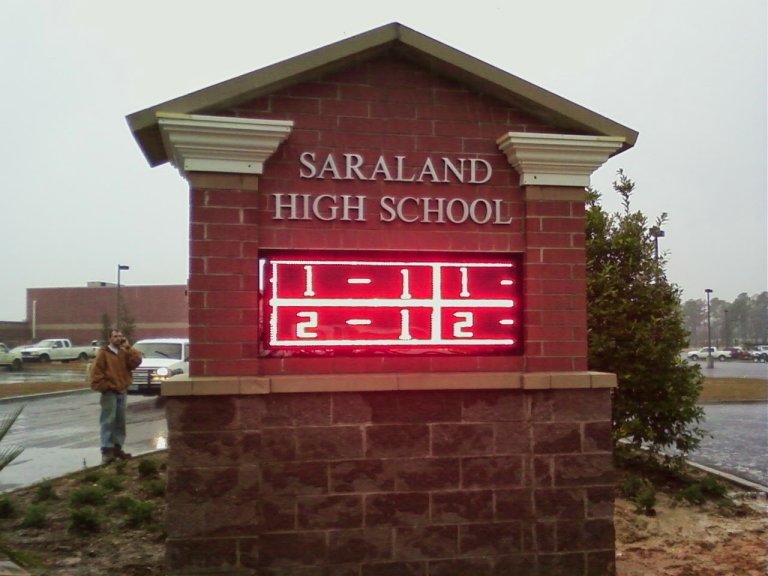 SARALAND
HIGH SCHOOL
1 - 1 1 -
2 - 1 2 -